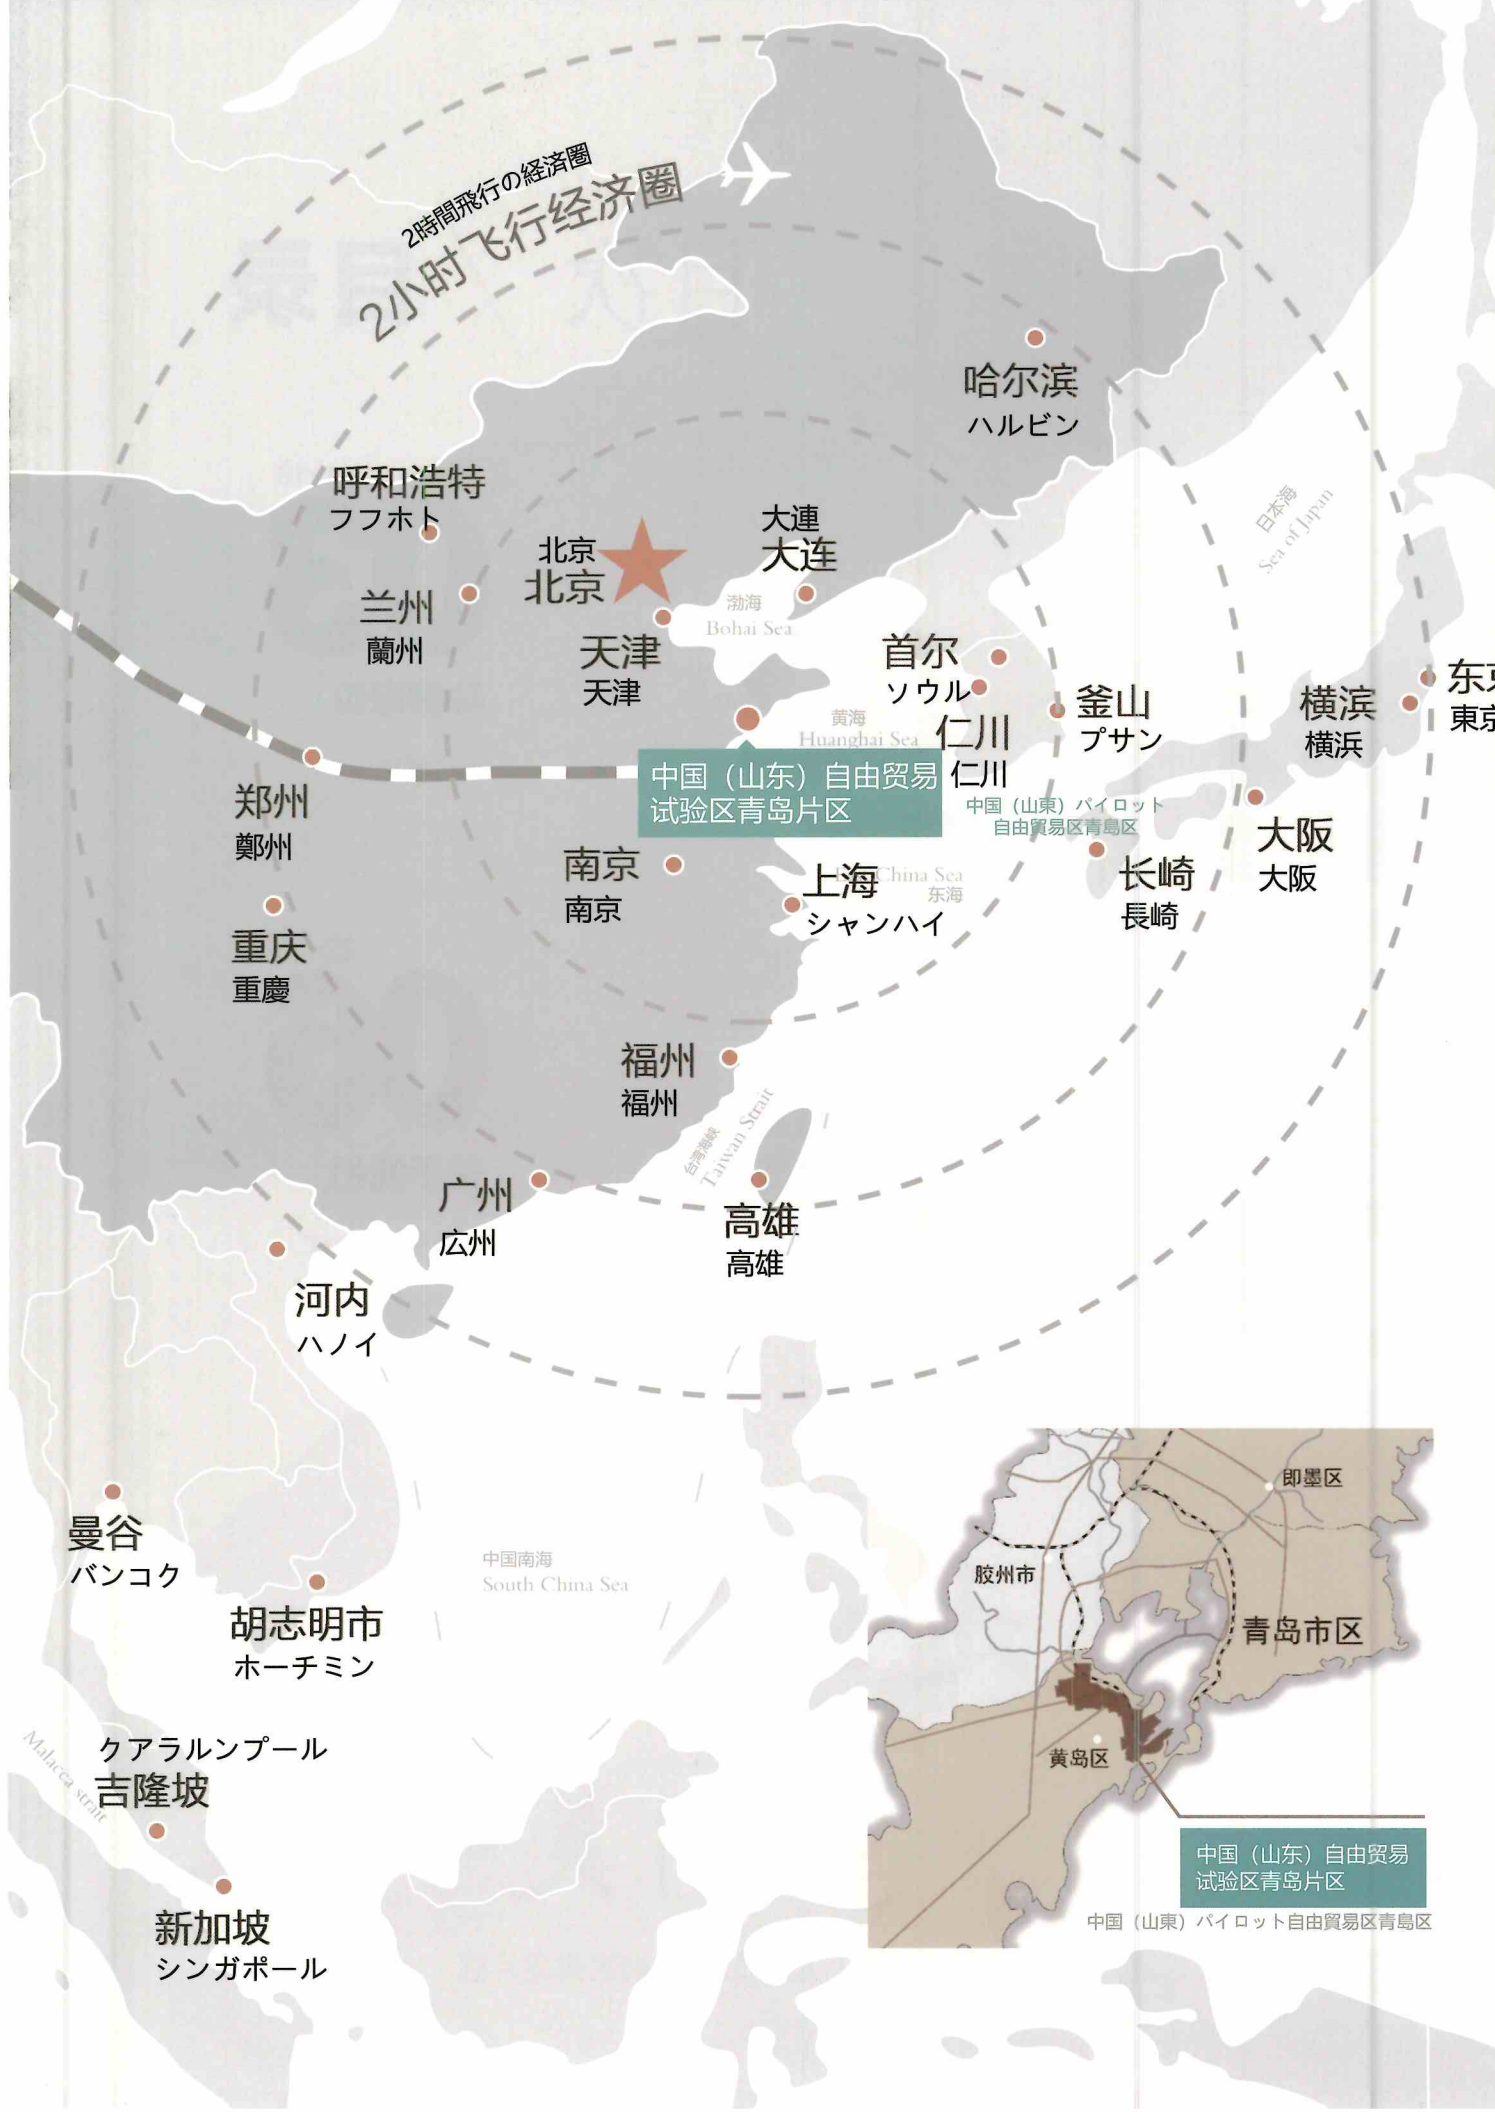 2時間飛行の経済圏
2小时飞行经济圈
哈尔滨
ハルビン
呼和浩特
フフホト
大連
大连
北京
北京
日本海
Sea of Japan
兰州
蘭州
渤海
Bohai Sea
天津
天津
首尔
ソウル
釜山
プサン
横滨
横浜
东
東京
黄海
Huanghai Sea
仁川
仁川
中国（山东）自由贸易
试验区青岛片区
中国（山東）パイロット
自由貿易区青島区
郑州
鄭州
大阪
大阪
南京
南京
上海
シャンハイ
China Sea
东海
长崎
長崎
重庆
重慶
福州
福州
台湾海峡
Taiwan Strait
广州
広州
高雄
高雄
河内
ハノイ
曼谷
バンコク
中国南海
South China Sea
胡志明市
ホーチミン
Malacca strait
クアラルンプール
吉隆坡
新加坡
シンガポール
即墨区
胶州市
青岛市区
黄岛区
中国（山东）自由贸易
试验区青岛片区
中国（山東）パイロット自由貿易区青島区